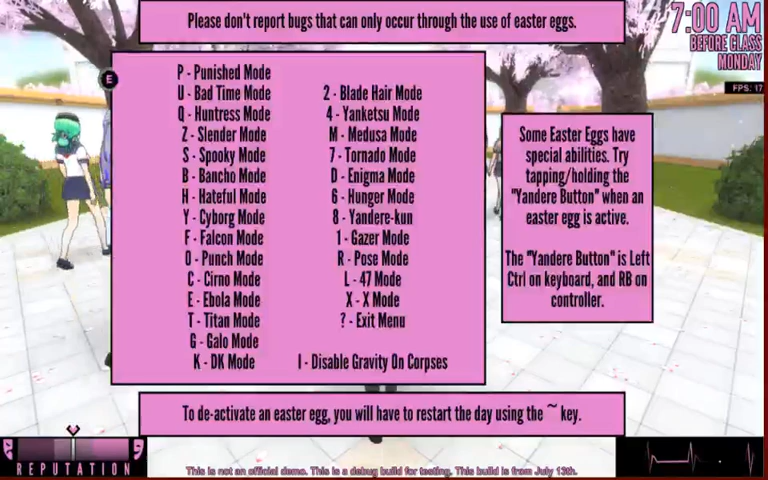 Please don't report bugs that can only occur through the use of easter eggs.
7:00 AM
BEFORE CLASS
MONDAY
FPS: 17
E
P - Punished Mode
U - Bad Time Mode
Q - Huntress Mode
Z - Slender Mode
S - Spooky Mode
B - Bancho Mode
H - Hateful Mode
Y - Cyborg Mode
F - Falcon Mode
O - Punch Mode
C - Cirno Mode
E - Ebola Mode
T - Titan Mode
G - Galo Mode
K - DK Mode
2 - Blade Hair Mode
4 - Yanketsu Mode
M - Medusa Mode
7 - Tornado Mode
D - Enigma Mode
6 - Hunger Mode
8 - Yandere-kun
1 - Gazer Mode
R - Pose Mode
L - 47 Mode
X - X Mode
? - Exit Menu
I - Disable Gravity On Corpses
Some Easter Eggs have
special abilities. Try
tapping/holding the
"Yandere Button" when an
easter egg is active.
The "Yandere Button" is Left
Ctrl on keyboard, and RB on
controller.
To de-activate an easter egg, you will have to restart the day using the ~ key.
REPUTATION
This is not an official demo. This is a debug build for testing. This build is from July 13th.